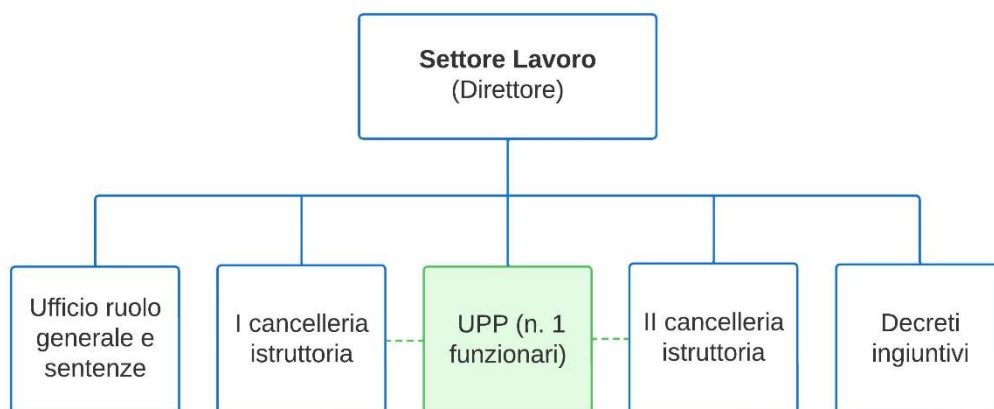 Settore Lavoro
(Direttore)
Ufficio ruolo
generale e
sentenze
I cancelleria
istruttoria
UPP (n. 1
funzionari)
II cancelleria
istruttoria
Decreti
ingiuntivi